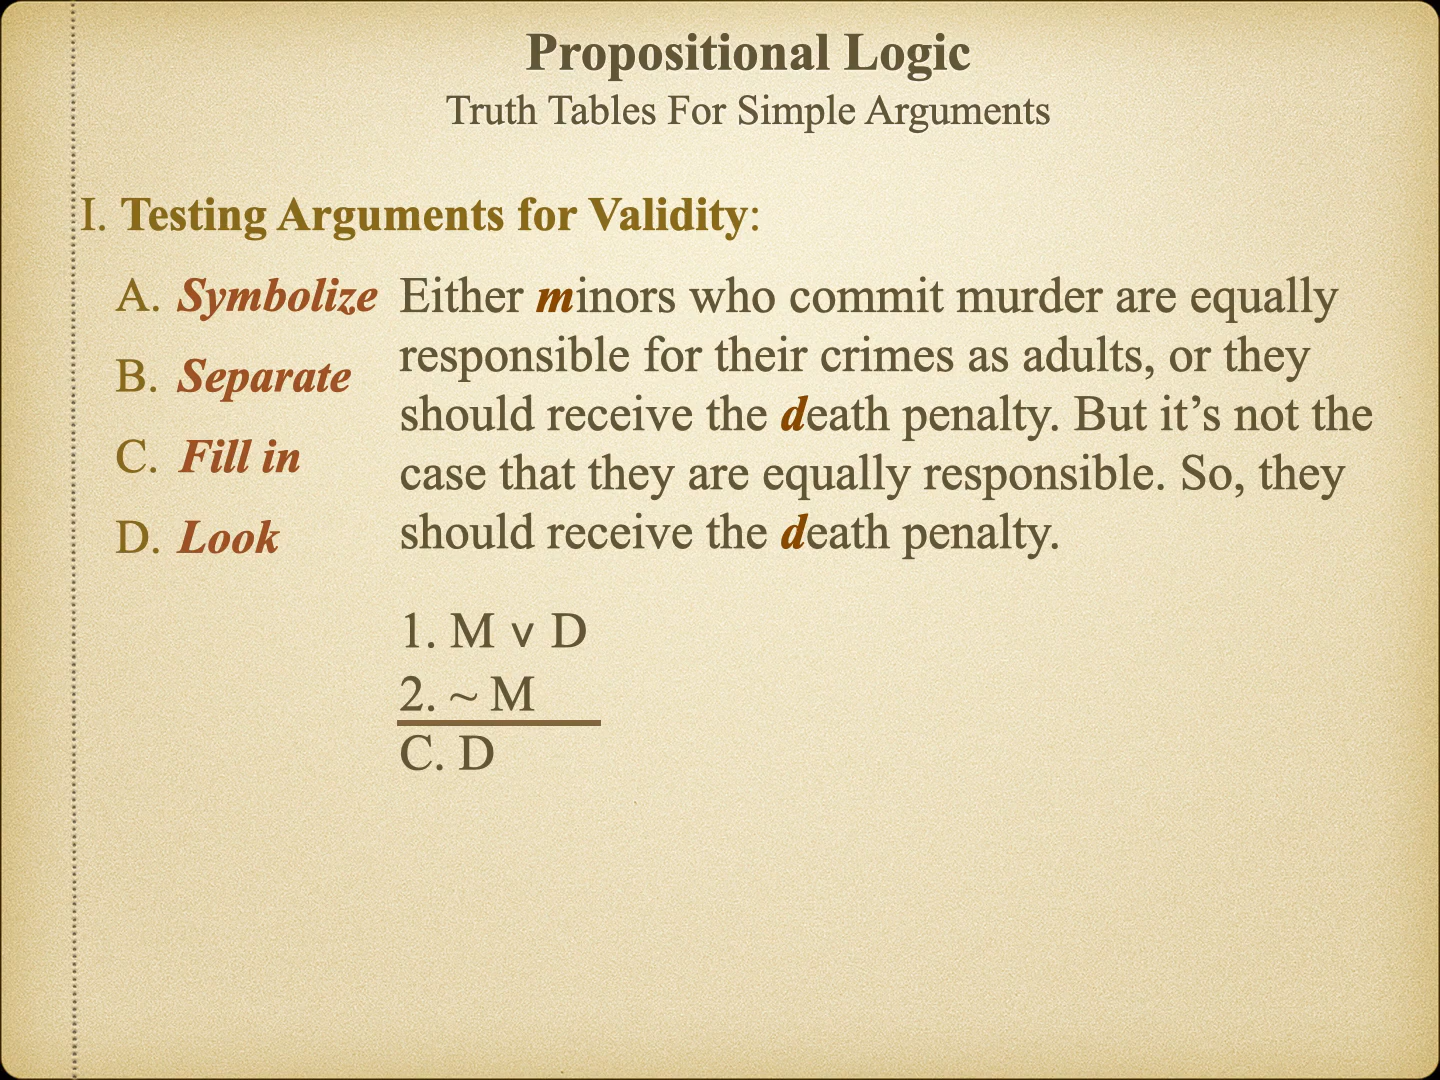 Propositional Logic
Truth Tables For Simple Arguments
I. Testing Arguments for Validity:
A. Symbolize
B. Separate
C. Fill in
D. Look
Either minors who commit murder are equally
responsible for their crimes as adults, or they
should receive the death penalty. But it’s not the
case that they are equally responsible. So, they
should receive the death penalty.
1. M v D
2. ~ M
C. D